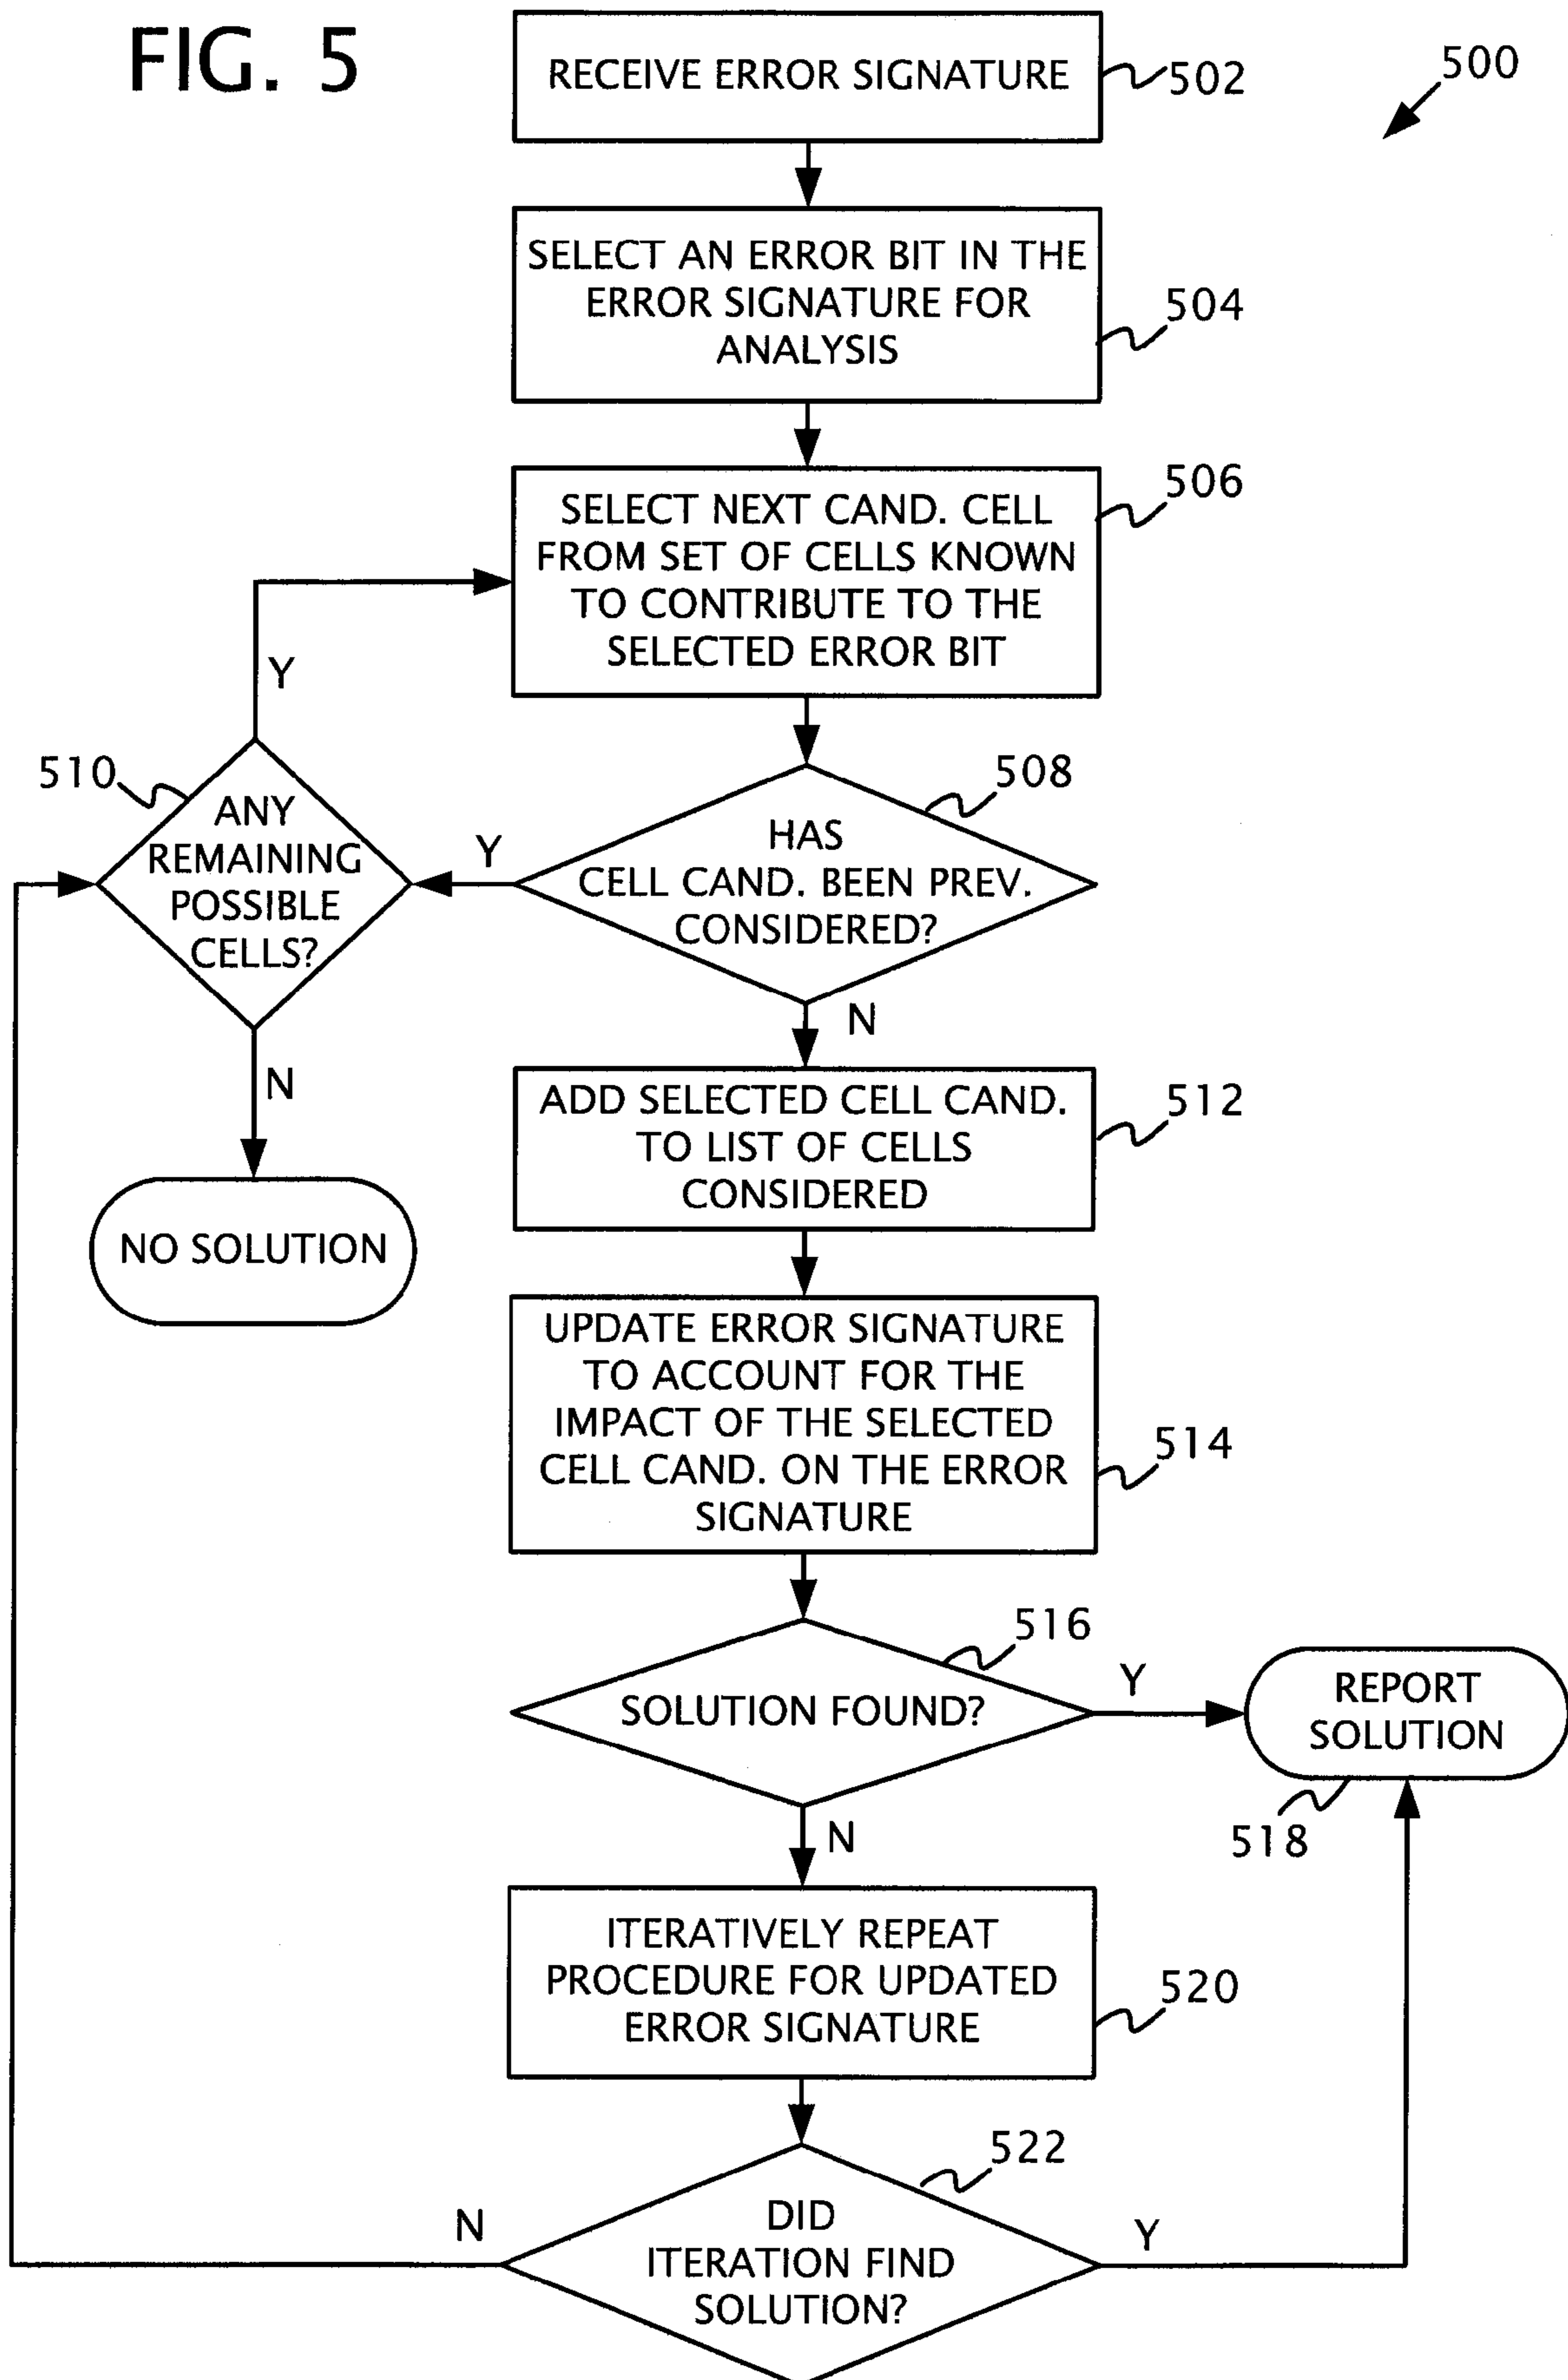 FIG. 5
RECEIVE ERROR SIGNATURE
502
500
SELECT AN ERROR BIT IN THE
ERROR SIGNATURE FOR
ANALYSIS
504
SELECT NEXT CAND. CELL
FROM SET OF CELLS KNOWN
TO CONTRIBUTE TO THE
SELECTED ERROR BIT
506
Y
510
ANY
REMAINING
POSSIBLE
CELLS?
Y
HAS
CELL CAND. BEEN PREV.
CONSIDERED?
508
N
N
NO SOLUTION
ADD SELECTED CELL CAND.
TO LIST OF CELLS
CONSIDERED
512
UPDATE ERROR SIGNATURE
TO ACCOUNT FOR THE
IMPACT OF THE SELECTED
CELL CAND. ON THE ERROR
SIGNATURE
514
SOLUTION FOUND?
516
Y
REPORT
SOLUTION
518
N
ITERATIVELY REPEAT
PROCEDURE FOR UPDATED
ERROR SIGNATURE
520
522
N
DID
ITERATION FIND
SOLUTION?
Y